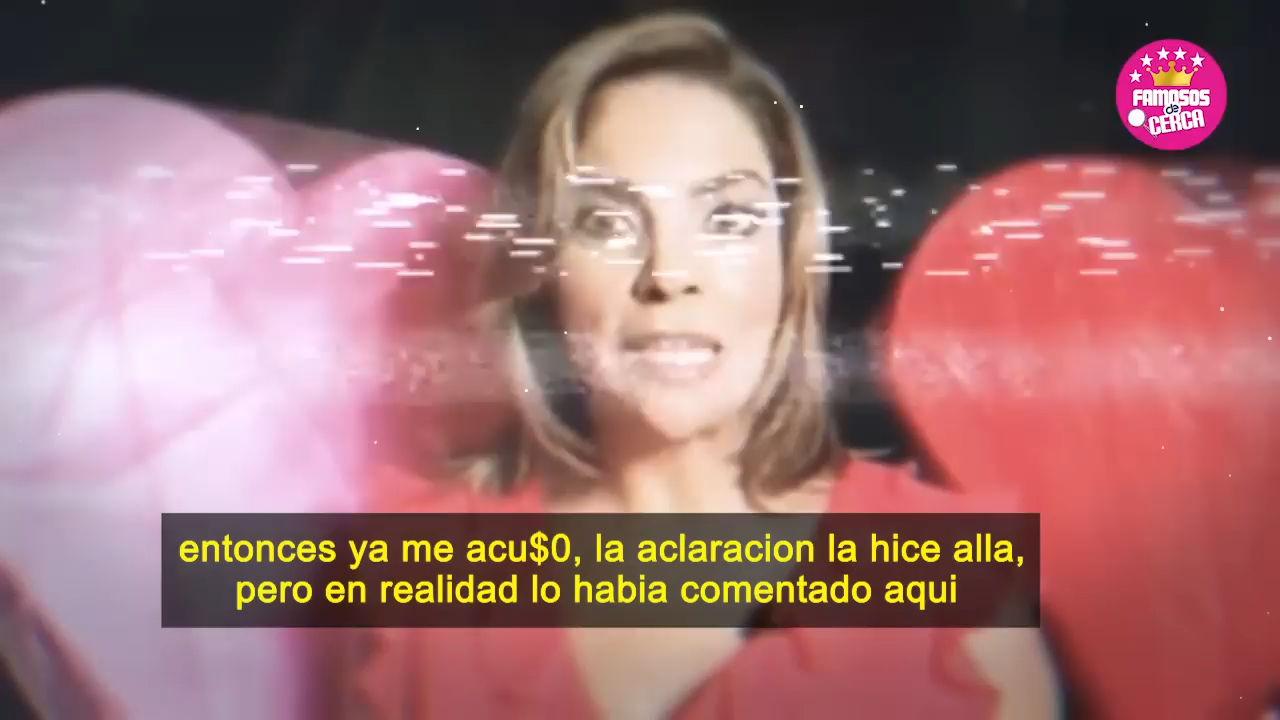 FAMOSOS
de
CERCA
entonces ya me acu$0, la aclaracion la hice alla,
pero en realidad lo habia comentado aqui